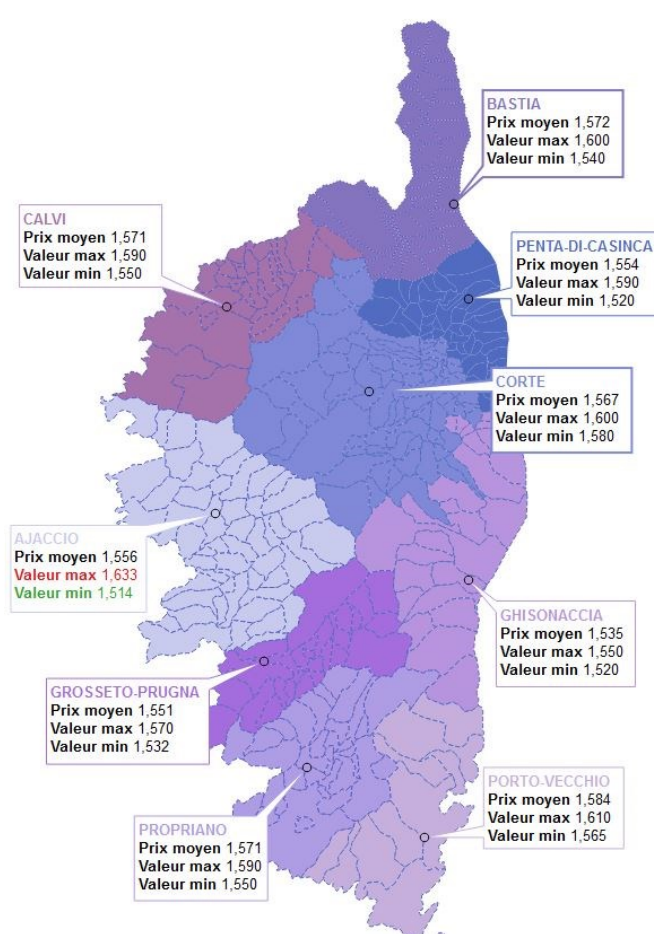 BASTIA
Prix moyen 1,572
Valeur max 1,600
Valeur min 1,540
CALVI
Prix moyen 1,571
Valeur max 1,590
Valeur min 1,550
PENTA-DI-CASINCA
Prix moyen 1,554
Valeur max 1,590
Valeur min 1,520
CORTE
Prix moyen 1,567
Valeur max 1,600
Valeur min 1,580
AJACCIO
Prix moyen 1,556
Valeur max 1,633
Valeur min 1,514
GHISONACCIA
Prix moyen 1,535
Valeur max 1,550
Valeur min 1,520
GROSSETO-PRUGNA
Prix moyen 1,551
Valeur max 1,570
Valeur min 1,532
PORTO-VECCHIO
Prix moyen 1,584
Valeur max 1,610
Valeur min 1,565
PROPRIANO
Prix moyen 1,571
Valeur max 1,590
Valeur min 1,550